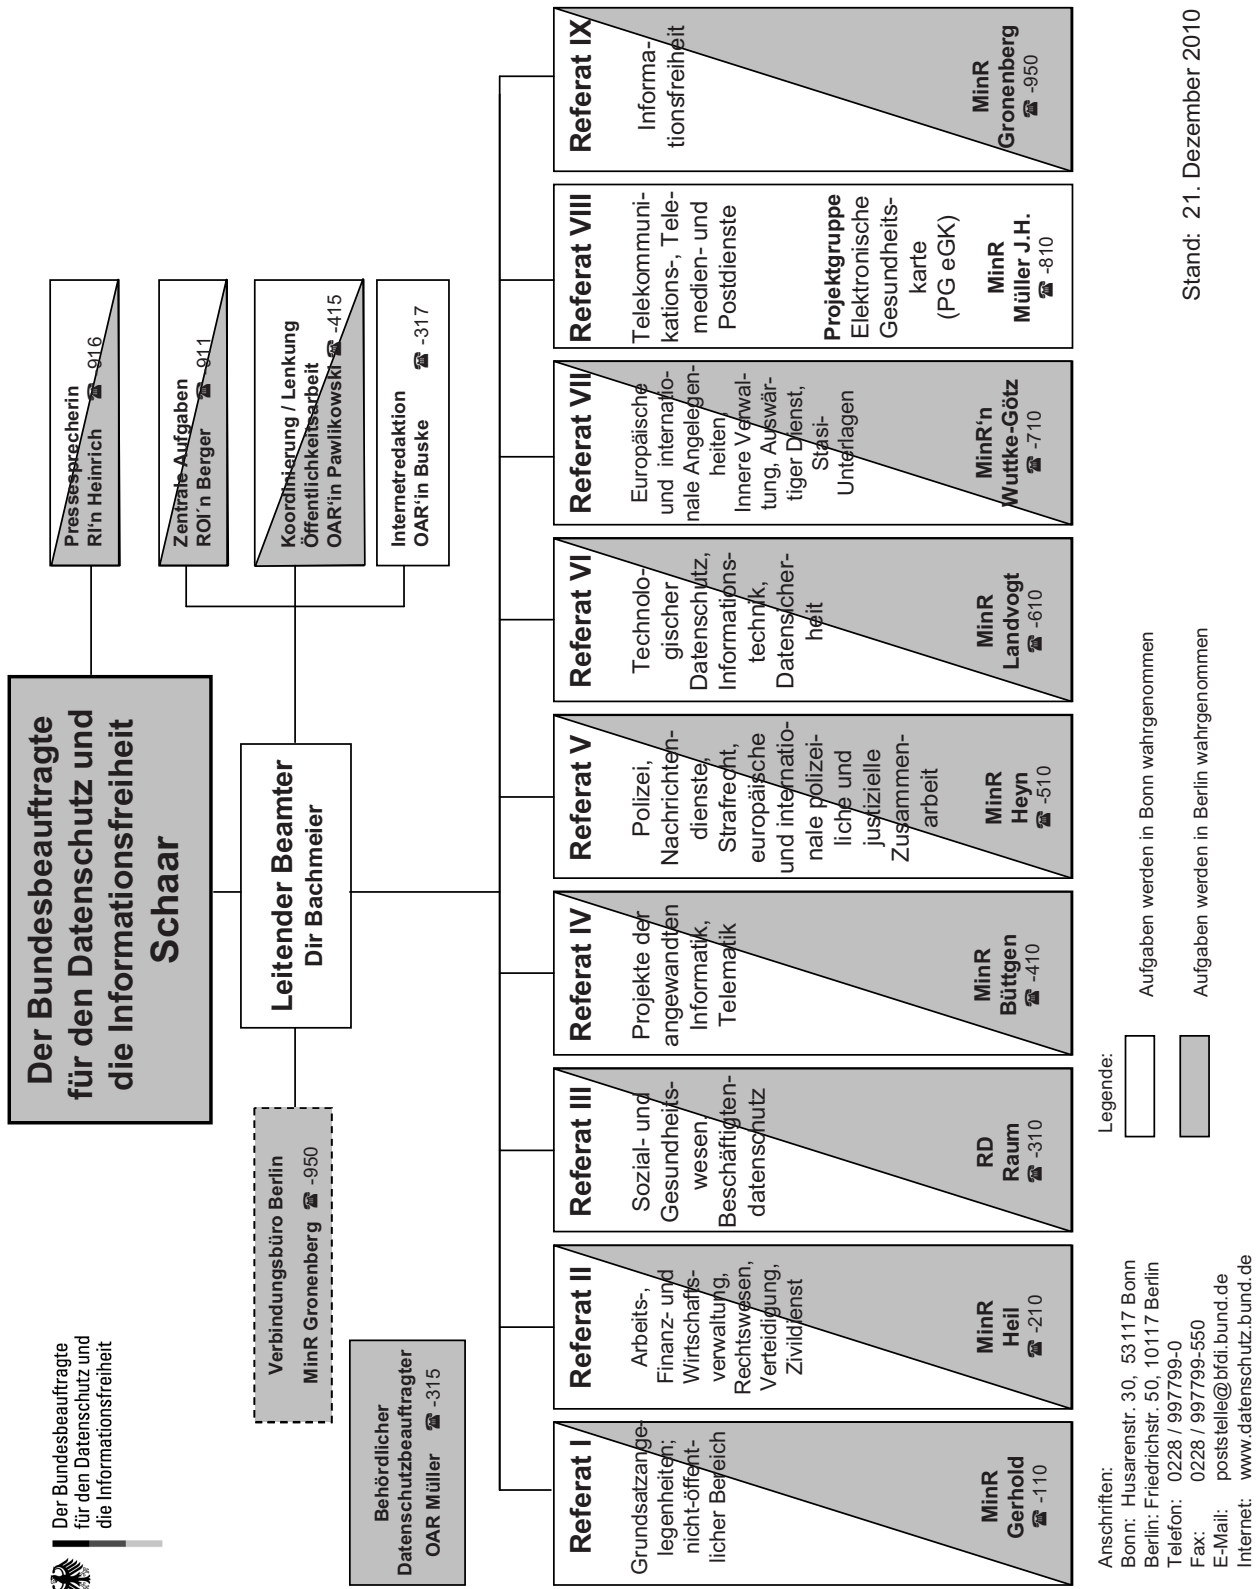 Der Bundesbeauftragte
für den Datenschutz und
die Informationsfreiheit
Der Bundesbeauftragte
für den Datenschutz und
die Informationsfreiheit
Schaar
Pressesprecherin
RI'n Heinrich ☎ -916
Leitender Beamter
Dir Bachmeier
Verbindungsbüro Berlin
MinR Gronenberg ☎ -950
Zentrale Aufgaben
ROI´n Berger ☎ -911
Koordinierung / Lenkung
Öffentlichkeitsarbeit
OAR'in Pawlikowski ☎ -415
Internetredaktion
OAR'in Buske ☎ -317
Behördlicher
Datenschutzbeauftragter
OAR Müller ☎ -315
Referat I
Grundsatzange-
legenheiten;
nicht-öffent-
licher Bereich
MinR
Gerhold
☎ -110
Referat II
Arbeits-,
Finanz- und
Wirtschafts-
verwaltung,
Rechtswesen,
Verteidigung,
Zivildienst
MinR
Heil
☎ -210
Referat III
Sozial- und
Gesundheits-
wesen,
Beschäftigten-
datenschutz
RD
Raum
☎ -310
Referat IV
Projekte der
angewandten
Informatik,
Telematik
MinR
Büttgen
☎ -410
Referat V
Polizei,
Nachrichten-
dienste,
Strafrecht,
europäische
und internatio-
nale polizei-
liche und
justizielle
Zusammen-
arbeit
MinR
Heyn
☎ -510
Referat VI
Technolo-
gischer
Datenschutz,
Informations-
technik,
Datensicher-
heit
MinR
Landvogt
☎ -610
Referat VII
Europäische
und internatio-
nale Angelegen-
heiten,
Innere Verwal-
tung, Auswär-
tiger Dienst,
Stasi-
Unterlagen
MinR'n
Wuttke-Götz
☎ -710
Referat VIII
Telekommuni-
kations-, Tele-
medien- und
Postdienste
Projektgruppe
Elektronische
Gesundheits-
karte
(PG eGK)
MinR
Müller J.H.
☎ -810
Referat IX
Informa-
tionsfreiheit
MinR
Gronenberg
☎ -950
Anschriften:
Bonn: Husarenstr. 30, 53117 Bonn
Berlin: Friedrichstr. 50, 10117 Berlin
Telefon: 0228 / 997799-0
Fax: 0228 / 997799-550
E-Mail: poststelle@bfdi.bund.de
Internet: www.datenschutz.bund.de
Legende:
Aufgaben werden in Bonn wahrgenommen
Aufgaben werden in Berlin wahrgenommen
Stand: 21. Dezember 2010